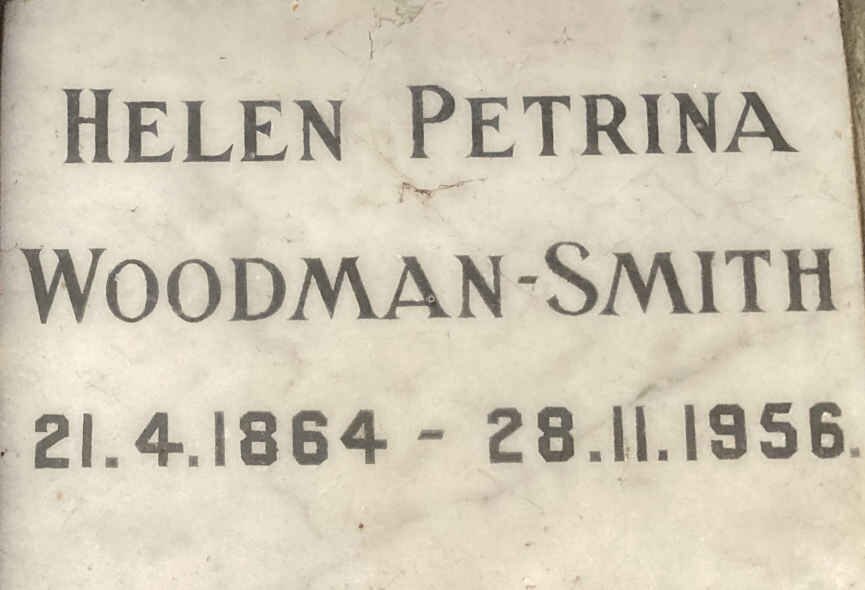 HELEN PETRINA
WOODMAN-SMITH
21.4.1864 - 28.11.1956.